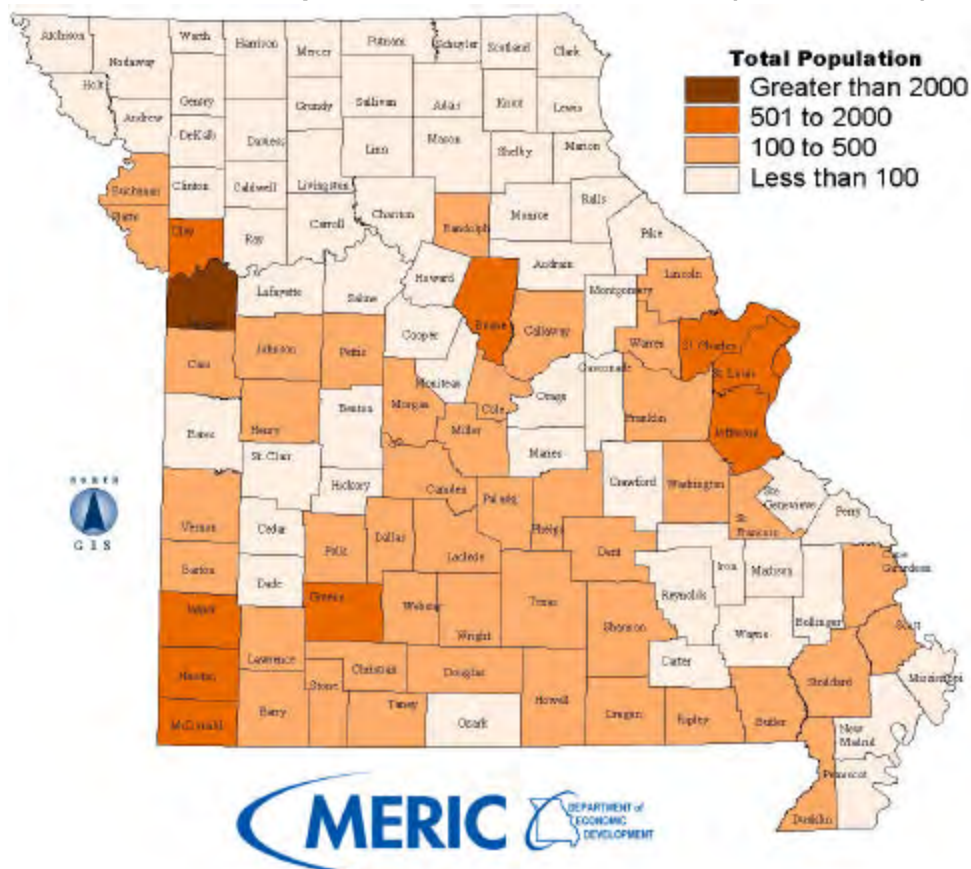 Total Population
Greater than 2000
501 to 2000
100 to 500
Less than 100
Atchison
Nodaway
Worth
Harrison
Mercer
Putnam
Schuyler
Scotland
Clark
Holt
Andrew
Gentry
DeKalb
Daviess
Grundy
Sullivan
Linn
Adair
Macon
Knox
Shelby
Lewis
Marion
Buchanan
Clinton
Caldwell
Livingston
Chariton
Randolph
Monroe
Ralls
Pike
Platte
Clay
Ray
Carroll
Howard
Audrain
Montgomery
Lincoln
Lafayette
Saline
Cooper
Boone
Callaway
Warren
St. Charles
St. Louis
Cass
Johnson
Pettis
Moniteau
Cole
Osage
Gasconade
Franklin
Jefferson
Bates
Henry
Benton
Morgan
Miller
Maries
St. Clair
Hickory
Camden
Pulaski
Phelps
Crawford
Washington
Ste.
Genevieve
St.
Francois
Perry
Vernon
Cedar
Polk
Dallas
Laclede
Dent
Iron
Madison
Cape
Girardeau
Barton
Dade
Greene
Webster
Wright
Texas
Shannon
Reynolds
Wayne
Bollinger
Scott
Jasper
Lawrence
Christian
Douglas
Howell
Carter
Stoddard
Mississippi
Newton
McDonald
Barry
Stone
Taney
Ozark
Oregon
Ripley
Butler
New
Madrid
Pemiscot
Dunklin
NORTH
GIS
MERIC
DEPARTMENT of
ECONOMIC
DEVELOPMENT